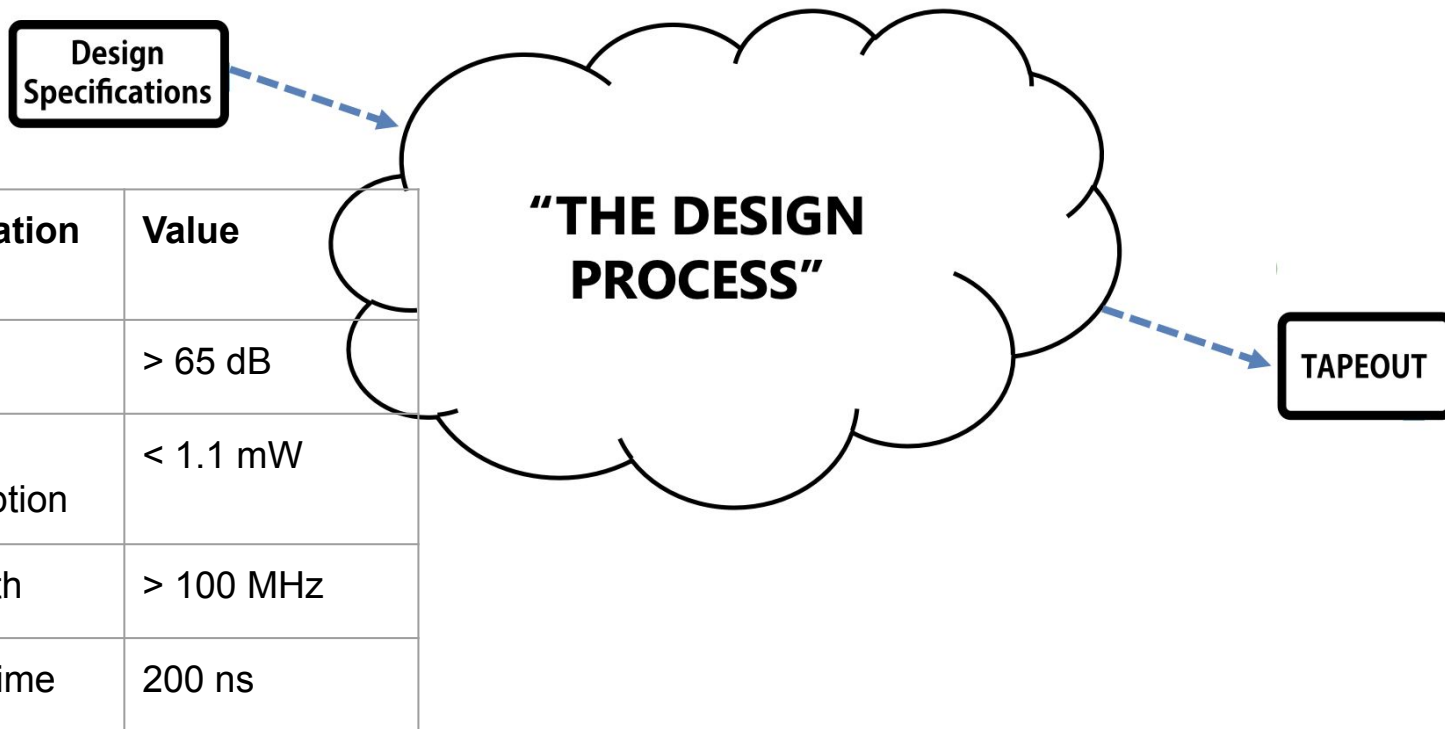 Design
Specifications
"THE DESIGN
PROCESS"
TAPEOUT
ation Value
> 65 dB
< 1.1 mW
ption
th > 100 MHz
ime 200 ns